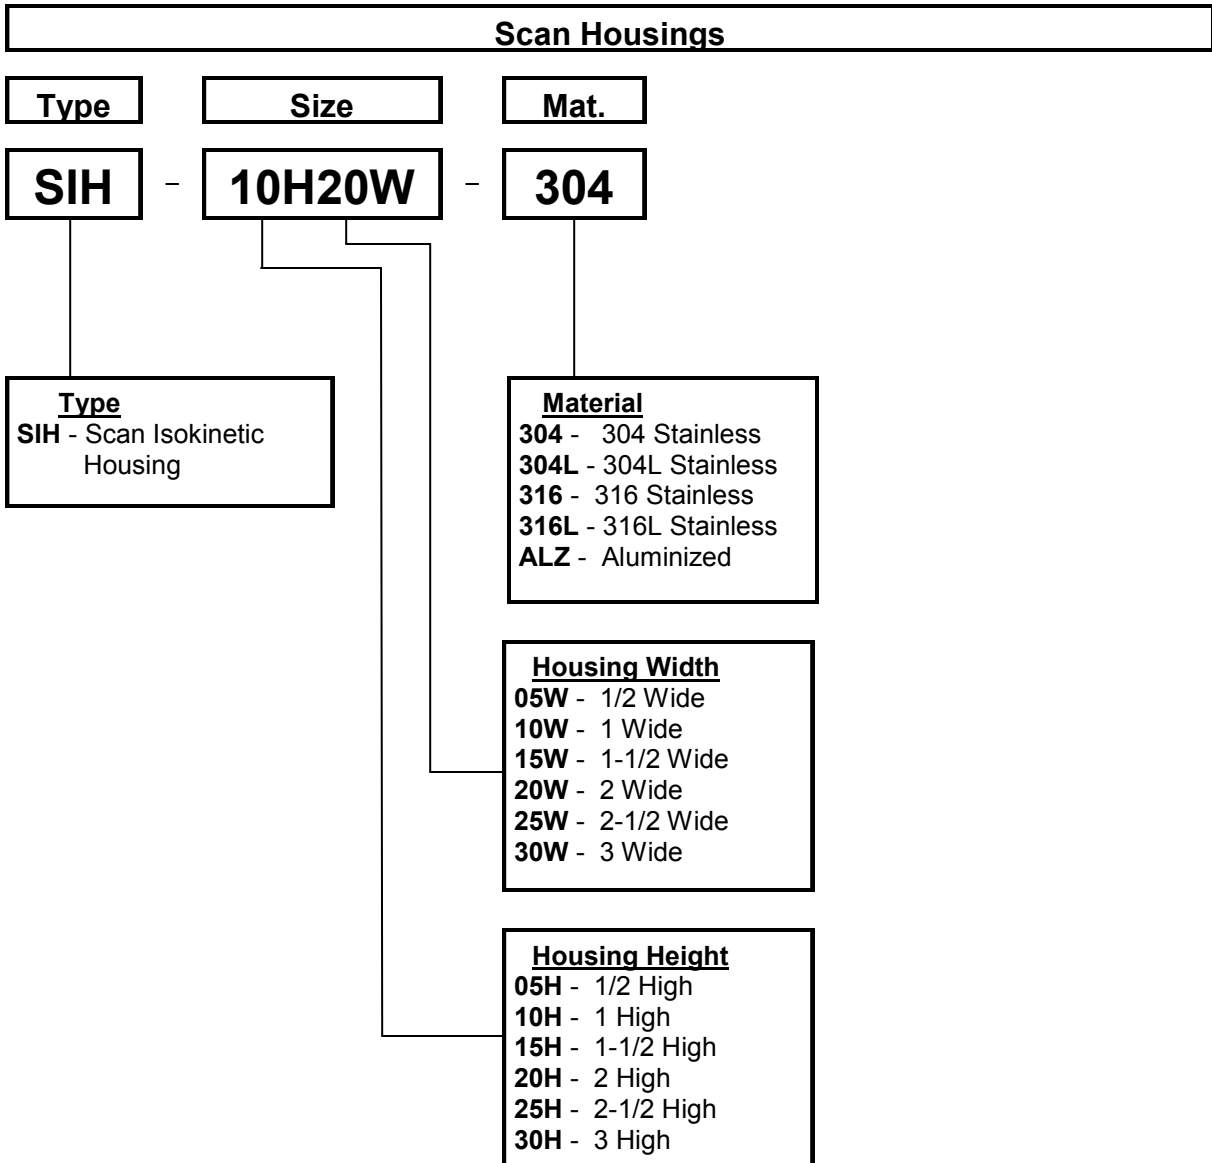 Scan Housings
Type Size Mat.
SIH - 10H20W - 304
Type
SIH - Scan Isokinetic
Housing
Material
304 - 304 Stainless
304L - 304L Stainless
316 - 316 Stainless
316L - 316L Stainless
ALZ - Aluminized
Housing Width
05W - 1/2 Wide
10W - 1 Wide
15W - 1-1/2 Wide
20W - 2 Wide
25W - 2-1/2 Wide
30W - 3 Wide
Housing Height
05H - 1/2 High
10H - 1 High
15H - 1-1/2 High
20H - 2 High
25H - 2-1/2 High
30H - 3 High